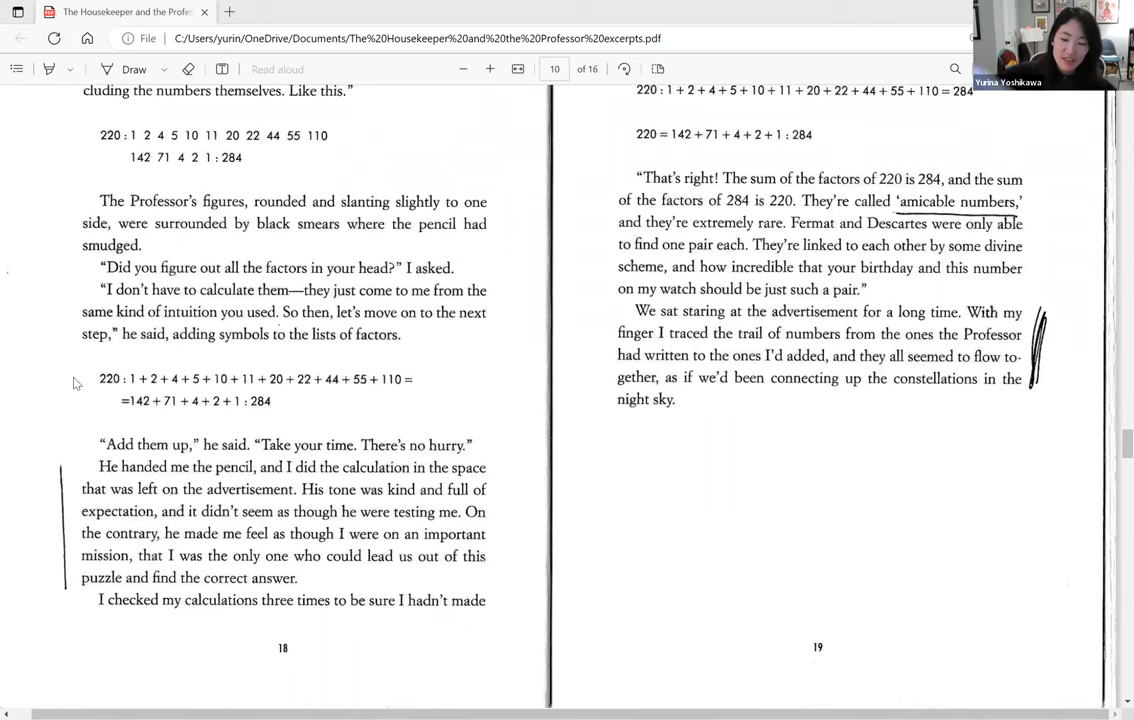 The Housekeeper and the Profes
File
C:/Users/yurin/OneDrive/Documents/The%20Housekeeper%20and%20the%20Professor%20excerpts.pdf
Draw
Read aloud
10
of 16
Yurina Yoshikawa
cluding the numbers themselves. Like this.”
220 : 1 2 4 5 10 11 20 22 44 55 110
142 71 4 2 1 : 284
The Professor’s figures, rounded and slanting slightly to one
side, were surrounded by black smears where the pencil had
smudged.
“Did you figure out all the factors in your head?” I asked.
“I don’t have to calculate them—they just come to me from the
same kind of intuition you used. So then, let’s move on to the next
step,” he said, adding symbols to the lists of factors.
220 : 1 + 2 + 4 + 5 + 10 + 11 + 20 + 22 + 44 + 55 + 110 =
=142 + 71 + 4 + 2 + 1 : 284
“Add them up,” he said. “Take your time. There’s no hurry.”
He handed me the pencil, and I did the calculation in the space
that was left on the advertisement. His tone was kind and full of
expectation, and it didn’t seem as though he were testing me. On
the contrary, he made me feel as though I were on an important
mission, that I was the only one who could lead us out of this
puzzle and find the correct answer.
I checked my calculations three times to be sure I hadn’t made
18
220 : 1 + 2 + 4 + 5 + 10 + 11 + 20 + 22 + 44 + 55 + 110 = 284
220 = 142 + 71 + 4 + 2 + 1 : 284
“That’s right! The sum of the factors of 220 is 284, and the sum
of the factors of 284 is 220. They’re called ‘amicable numbers,’
and they’re extremely rare. Fermat and Descartes were only able
to find one pair each. They’re linked to each other by some divine
scheme, and how incredible that your birthday and this number
on my watch should be just such a pair.”
We sat staring at the advertisement for a long time. With my
finger I traced the trail of numbers from the ones the Professor
had written to the ones I’d added, and they all seemed to flow to-
gether, as if we’d been connecting up the constellations in the
night sky.
19